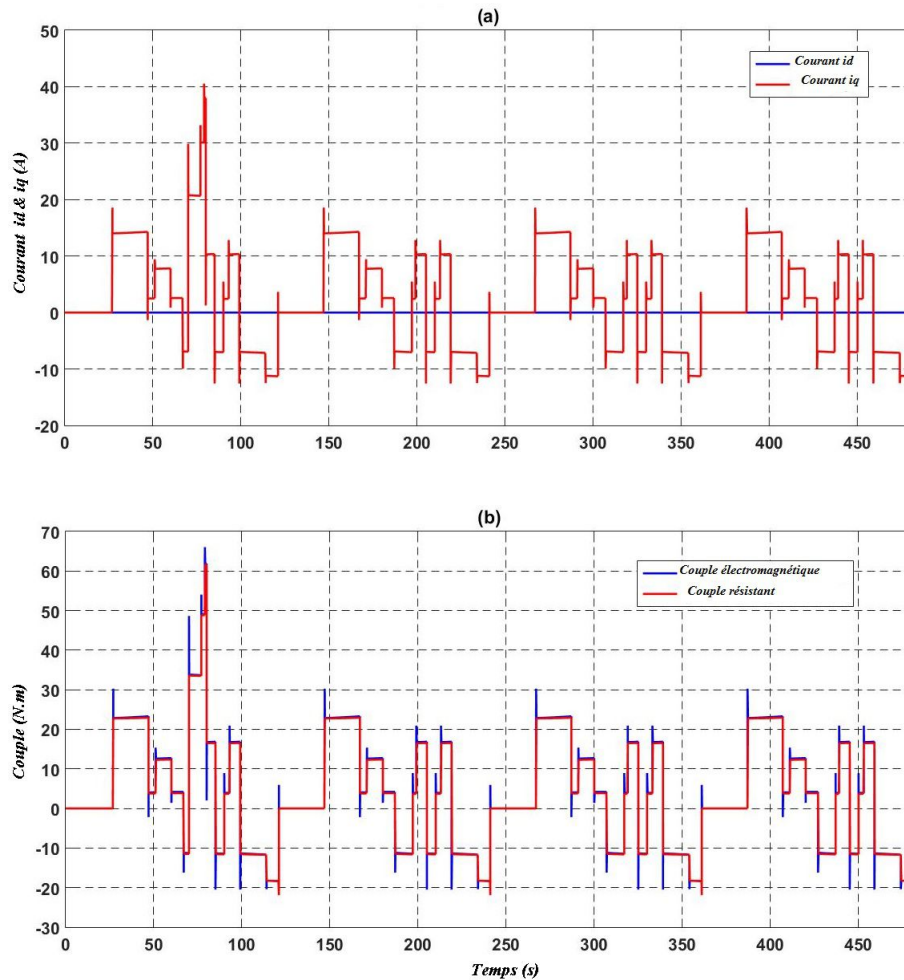 (a)
50
40
30
20
10
0
-10
-20
Courant id & iq (A)
Courant id
Courant iq
0 50 100 150 200 250 300 350 400 450
(b)
70
60
50
40
30
20
10
0
-10
-20
-30
Couple (N.m)
Couple électromagnétique
Couple résistant
0 50 100 150 200 250 300 350 400 450
Temps (s)